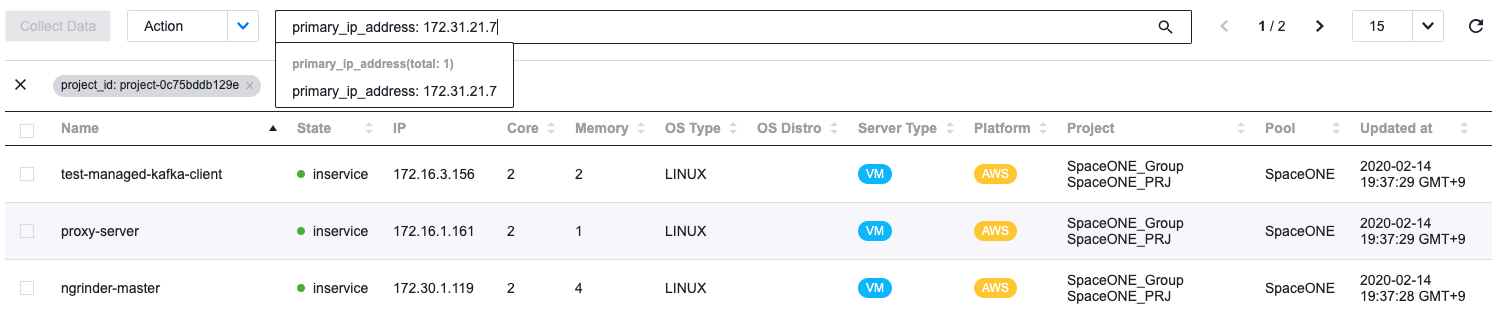 Collect Data Action primary_ip_address: 172.31.21.7 1 / 2 15
primary_ip_address(total: 1)
project_id: project-0c75bddb129e primary_ip_address: 172.31.21.7
Name State IP Core Memory OS Type OS Distro Server Type Platform Project Pool Updated at
test-managed-kafka-client inservice 172.16.3.156 2 2 LINUX VM AWS SpaceONE_Group SpaceONE 2020-02-14
SpaceONE_PRJ 19:37:29 GMT+9
proxy-server inservice 172.16.1.161 2 1 LINUX VM AWS SpaceONE_Group SpaceONE 2020-02-14
SpaceONE_PRJ 19:37:29 GMT+9
ngrinder-master inservice 172.30.1.119 2 4 LINUX VM AWS SpaceONE_Group SpaceONE 2020-02-14
SpaceONE_PRJ 19:37:28 GMT+9